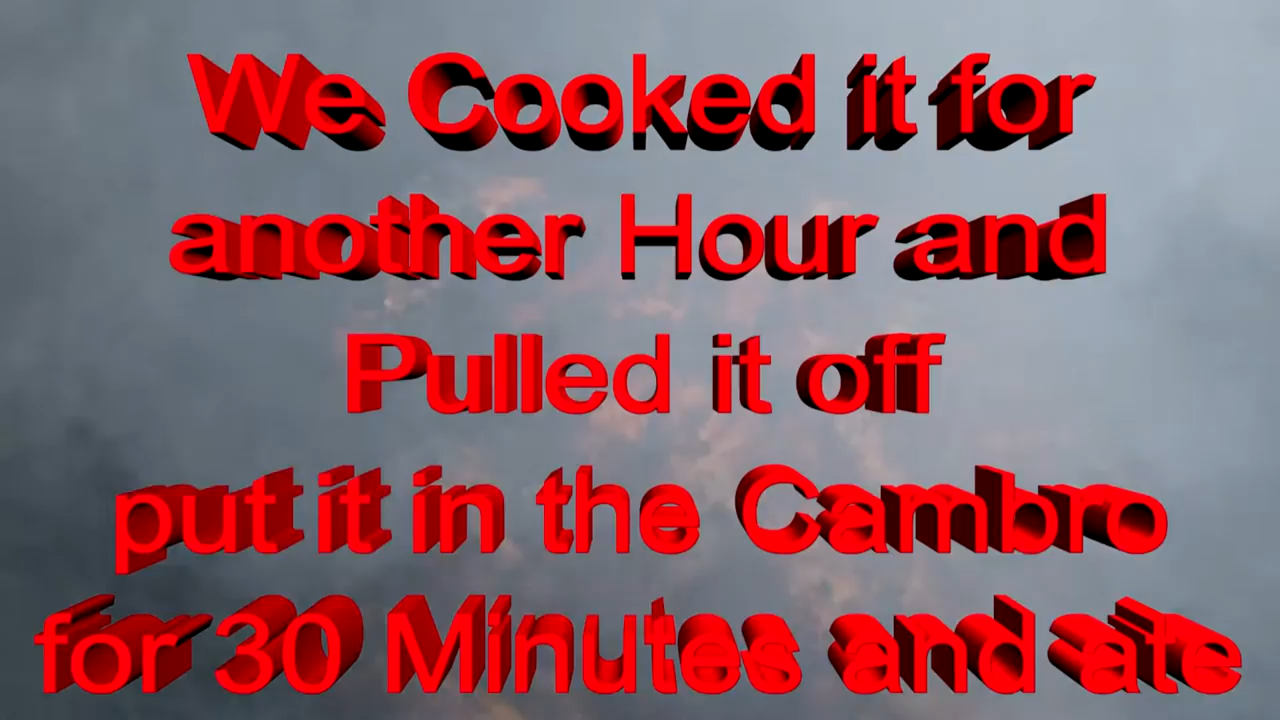 We Cooked it for
another Hour and
Pulled it off
put it in the Cambro
for 30 Minutes and ate